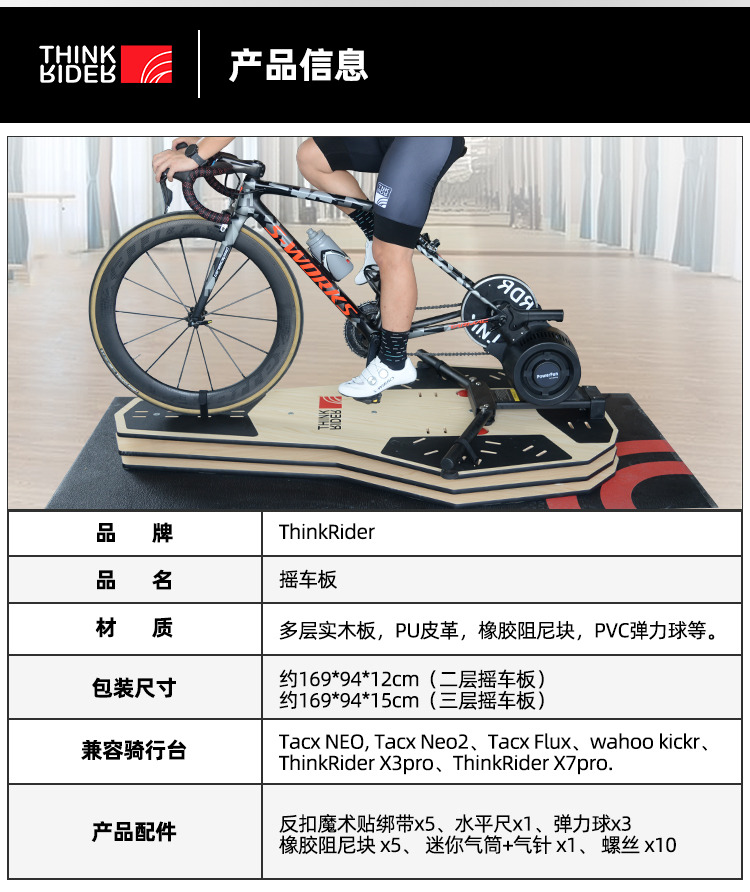 THINK
RIDER
产品信息
S-WORKS
PowerFun
THINK
RIDER
品 牌
ThinkRider
品 名
摇车板
材 质
多层实木板，PU皮革，橡胶阻尼块，PVC弹力球等。
包装尺寸
约169*94*12cm（二层摇车板）
约169*94*15cm（三层摇车板）
兼容骑行台
Tacx NEO, Tacx Neo2、Tacx Flux、wahoo kickr、
ThinkRider X3pro、ThinkRider X7pro.
产品配件
反扣魔术贴绑带x5、水平尺x1、弹力球x3
橡胶阻尼块 x5、 迷你气筒+气针 x1、 螺丝 x10